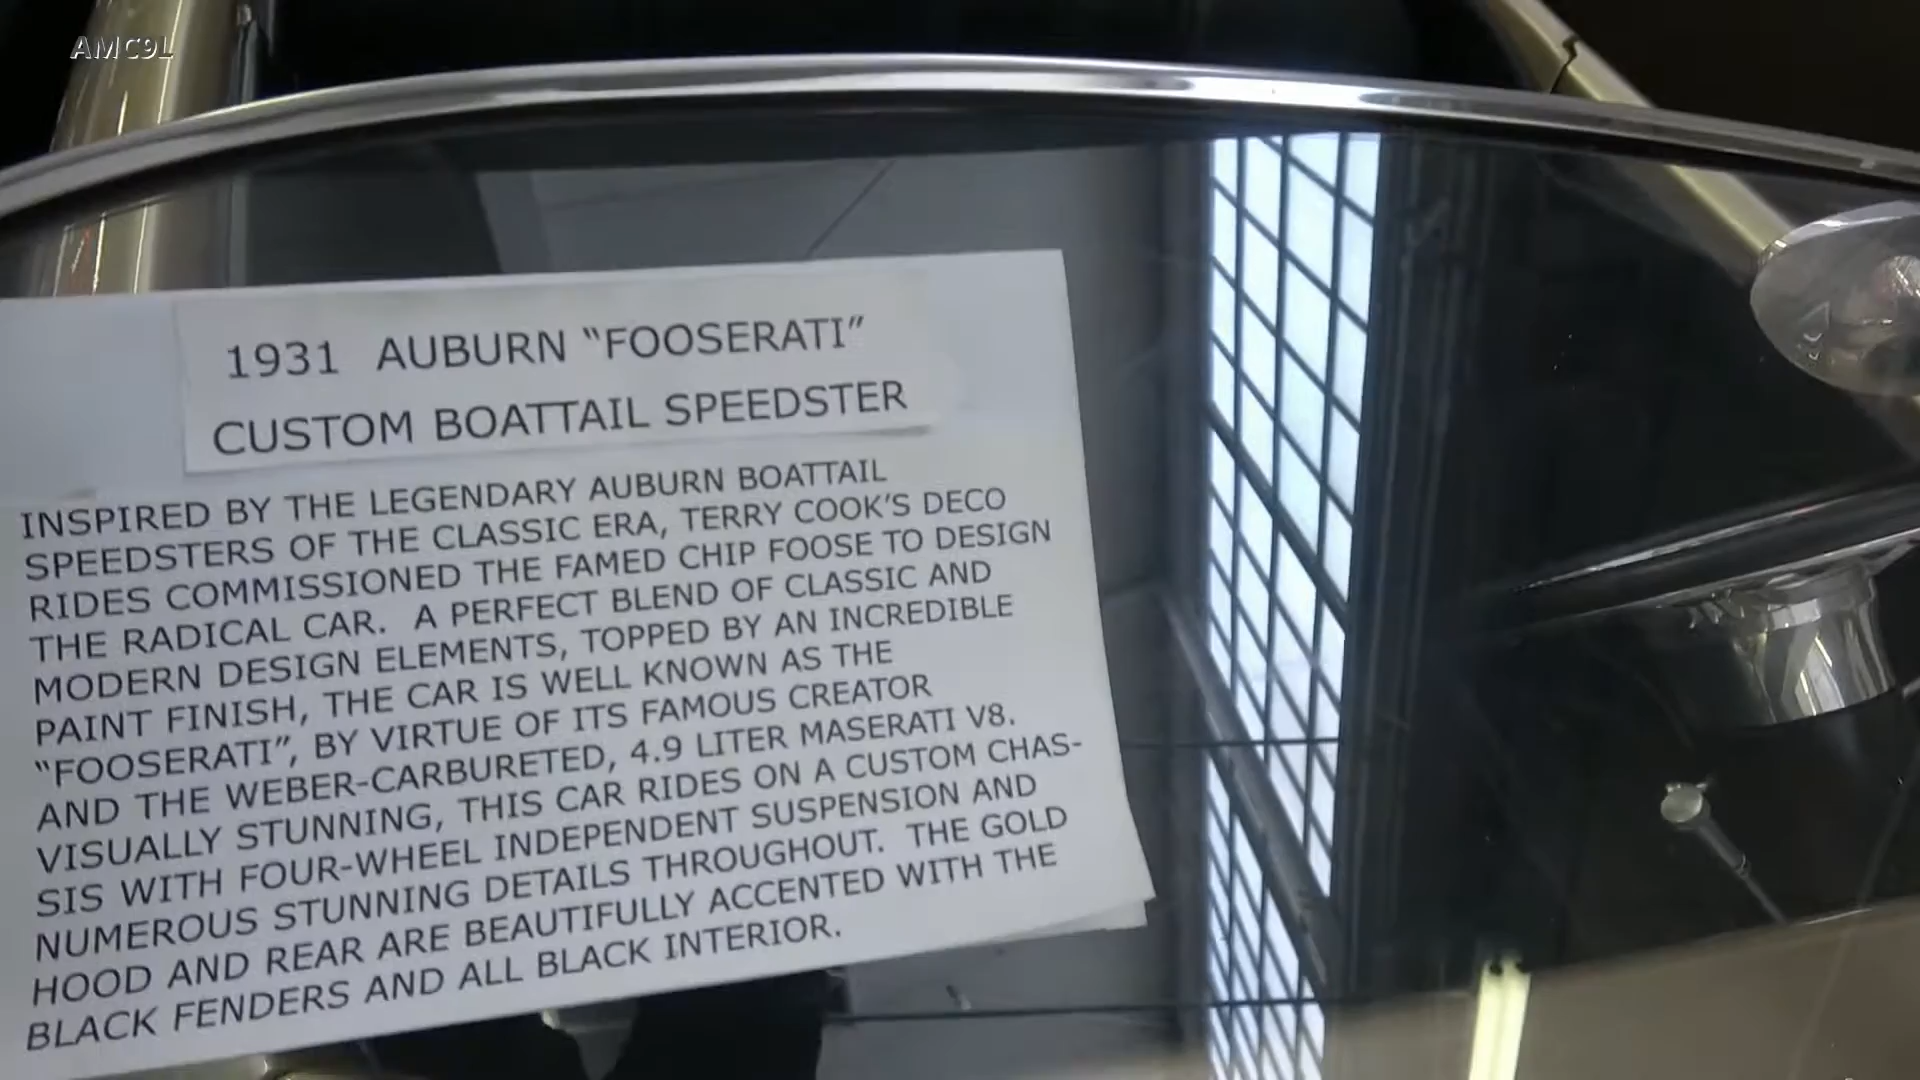 AMC9L
1931 AUBURN “FOOSERATI”
CUSTOM BOATTAIL SPEEDSTER
INSPIRED BY THE LEGENDARY AUBURN BOATTAIL
SPEEDSTERS OF THE CLASSIC ERA, TERRY COOK’S DECO
RIDES COMMISSIONED THE FAMED CHIP FOOSE TO DESIGN
THE RADICAL CAR. A PERFECT BLEND OF CLASSIC AND
MODERN DESIGN ELEMENTS, TOPPED BY AN INCREDIBLE
PAINT FINISH, THE CAR IS WELL KNOWN AS THE
“FOOSERATI”, BY VIRTUE OF ITS FAMOUS CREATOR
AND THE WEBER-CARBURETED, 4.9 LITER MASERATI V8.
VISUALLY STUNNING, THIS CAR RIDES ON A CUSTOM CHAS-
SIS WITH FOUR-WHEEL INDEPENDENT SUSPENSION AND
NUMEROUS STUNNING DETAILS THROUGHOUT. THE GOLD
HOOD AND REAR ARE BEAUTIFULLY ACCENTED WITH THE
BLACK FENDERS AND ALL BLACK INTERIOR.